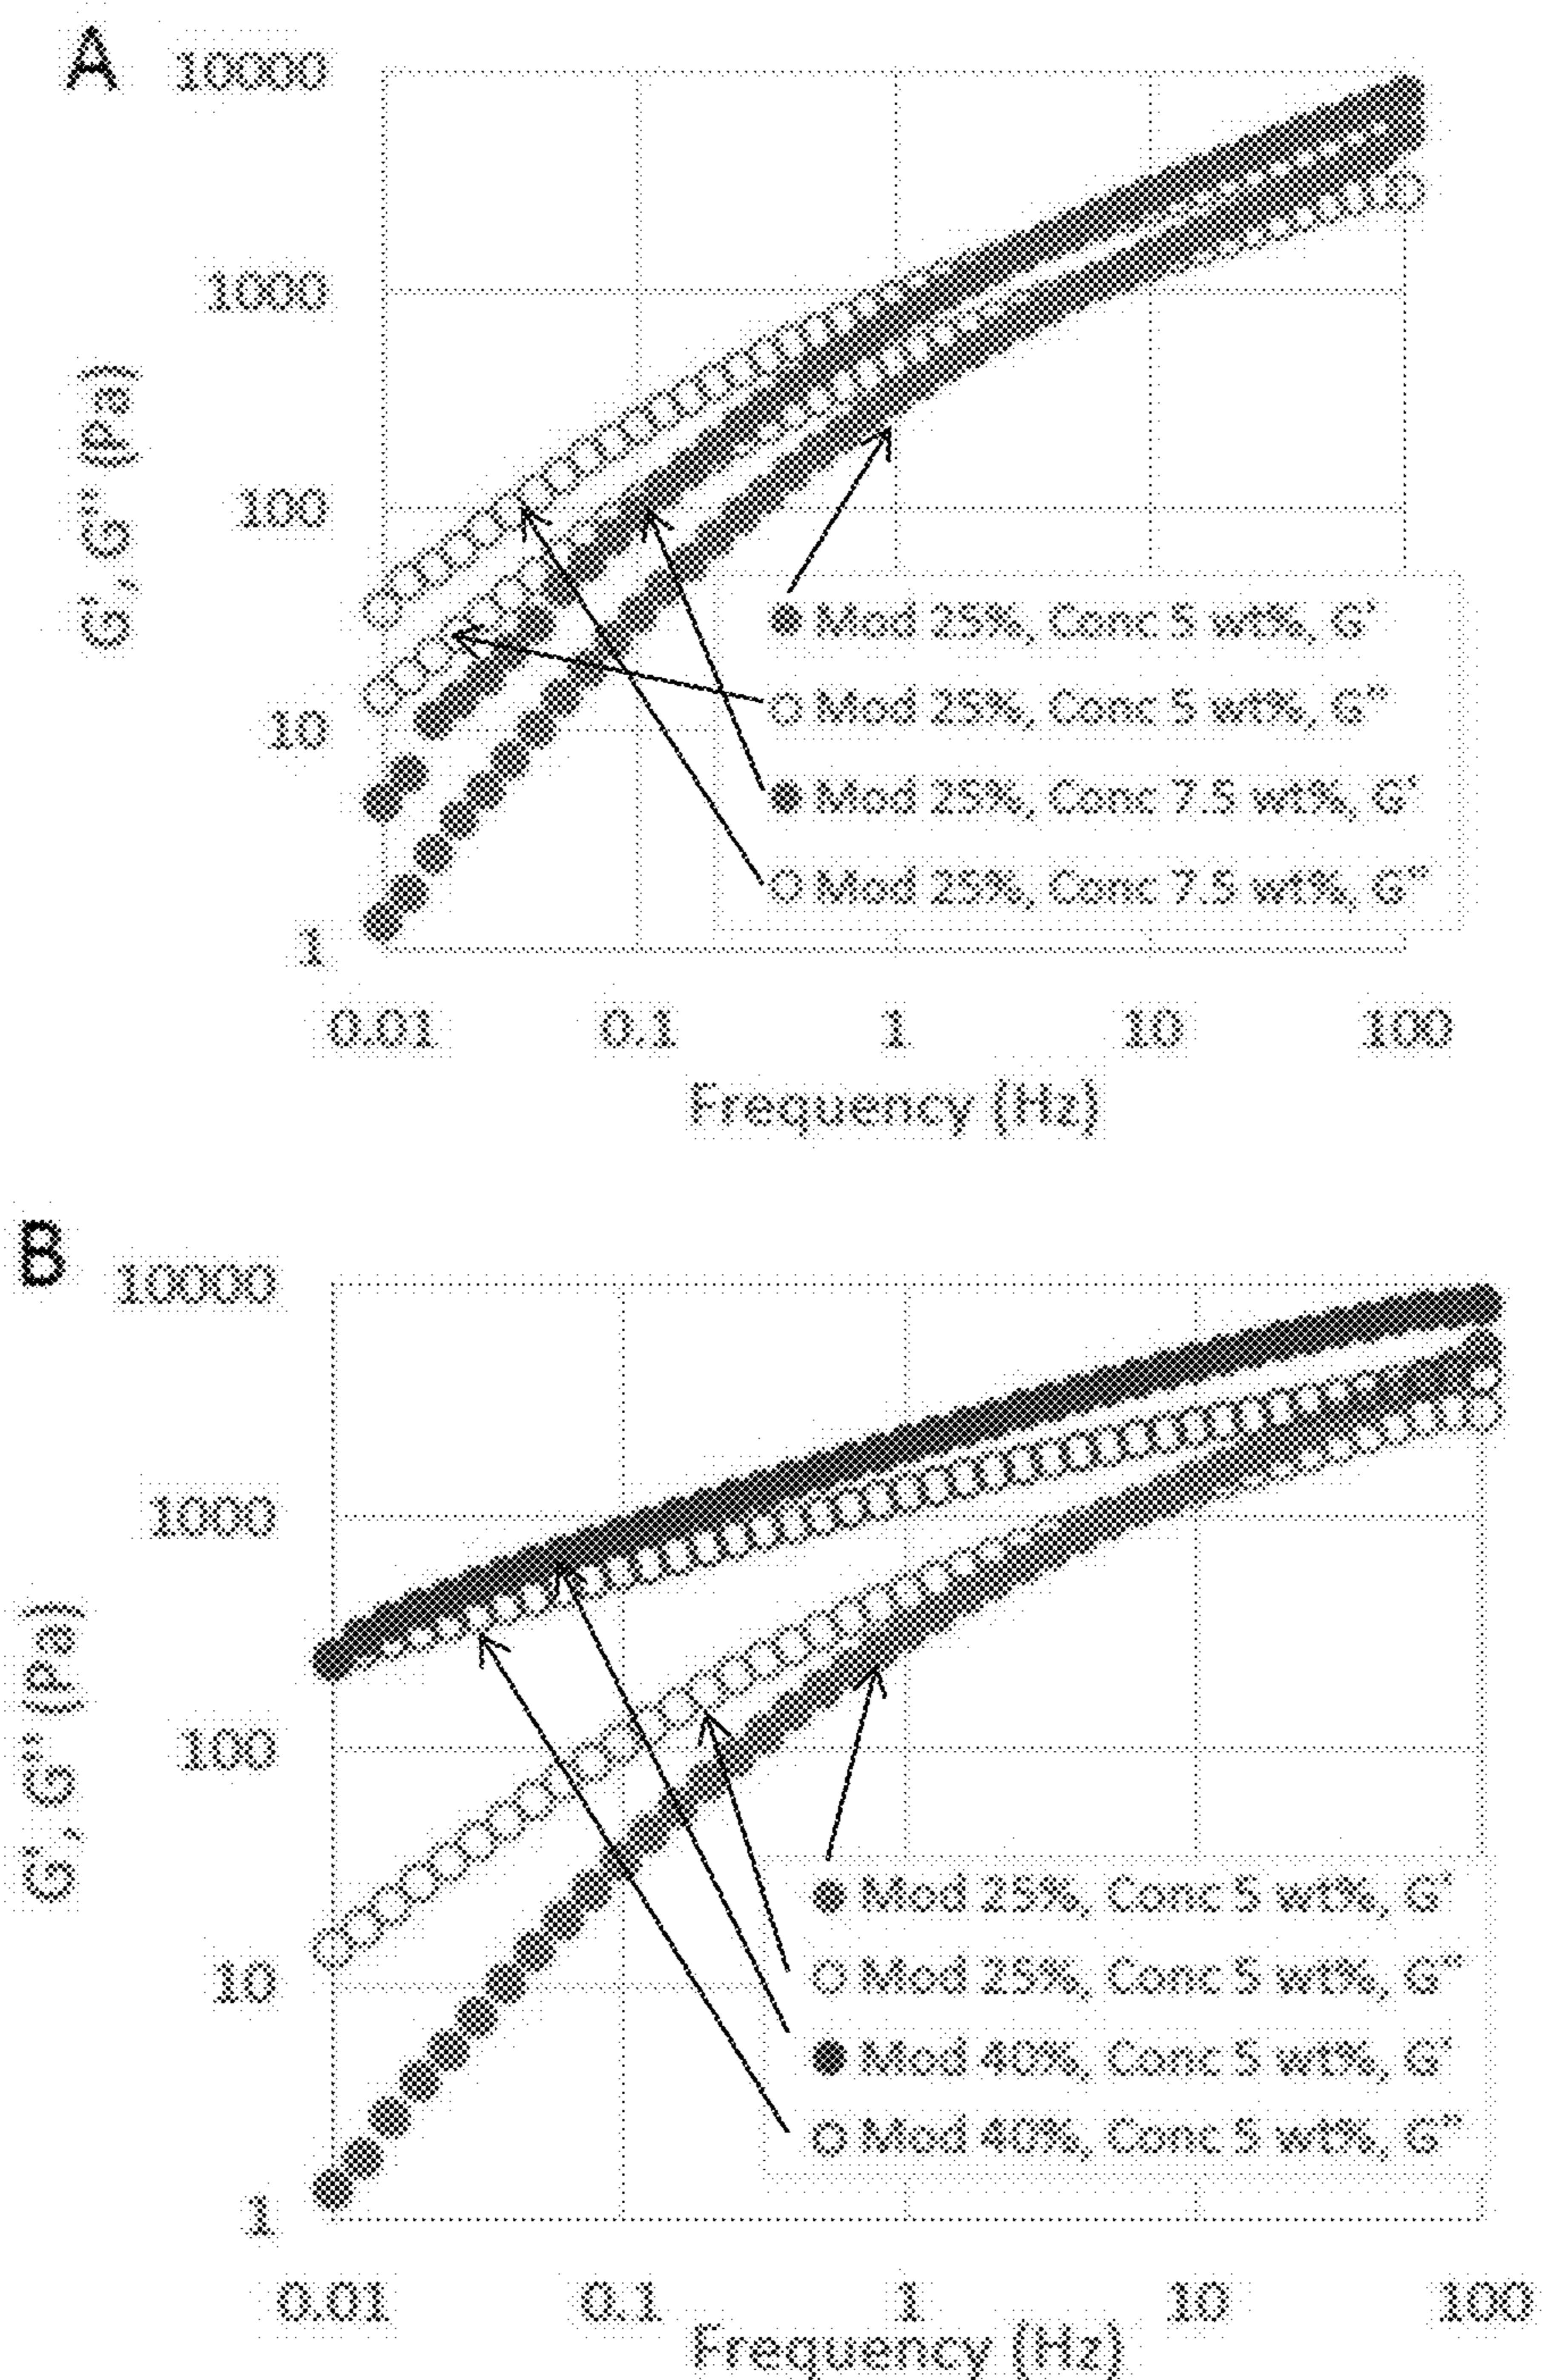 A
10000
1000
100
10
1
G', G'' (Pa)
Mod 25%, Conc 5 wt%, G'
Mod 25%, Conc 5 wt%, G''
Mod 25%, Conc 7.5 wt%, G'
Mod 25%, Conc 7.5 wt%, G''
0.01 0.1 1 10 100
Frequency (Hz)
B
10000
1000
100
10
1
G', G'' (Pa)
Mod 25%, Conc 5 wt%, G'
Mod 25%, Conc 5 wt%, G''
Mod 40%, Conc 5 wt%, G'
Mod 40%, Conc 5 wt%, G''
0.01 0.1 1 10 100
Frequency (Hz)